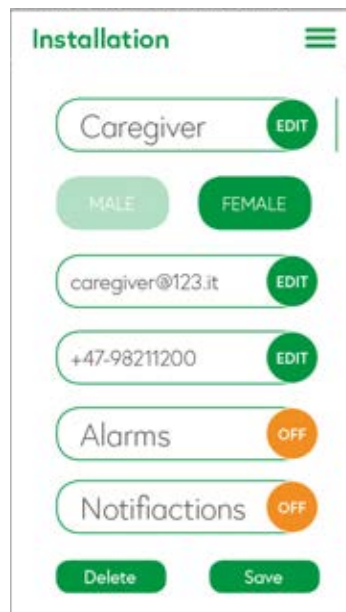 Installation
Caregiver EDIT
MALE FEMALE
caregiver@123.it EDIT
+47-98211200 EDIT
Alarms OFF
Notifiactions OFF
Delete Save